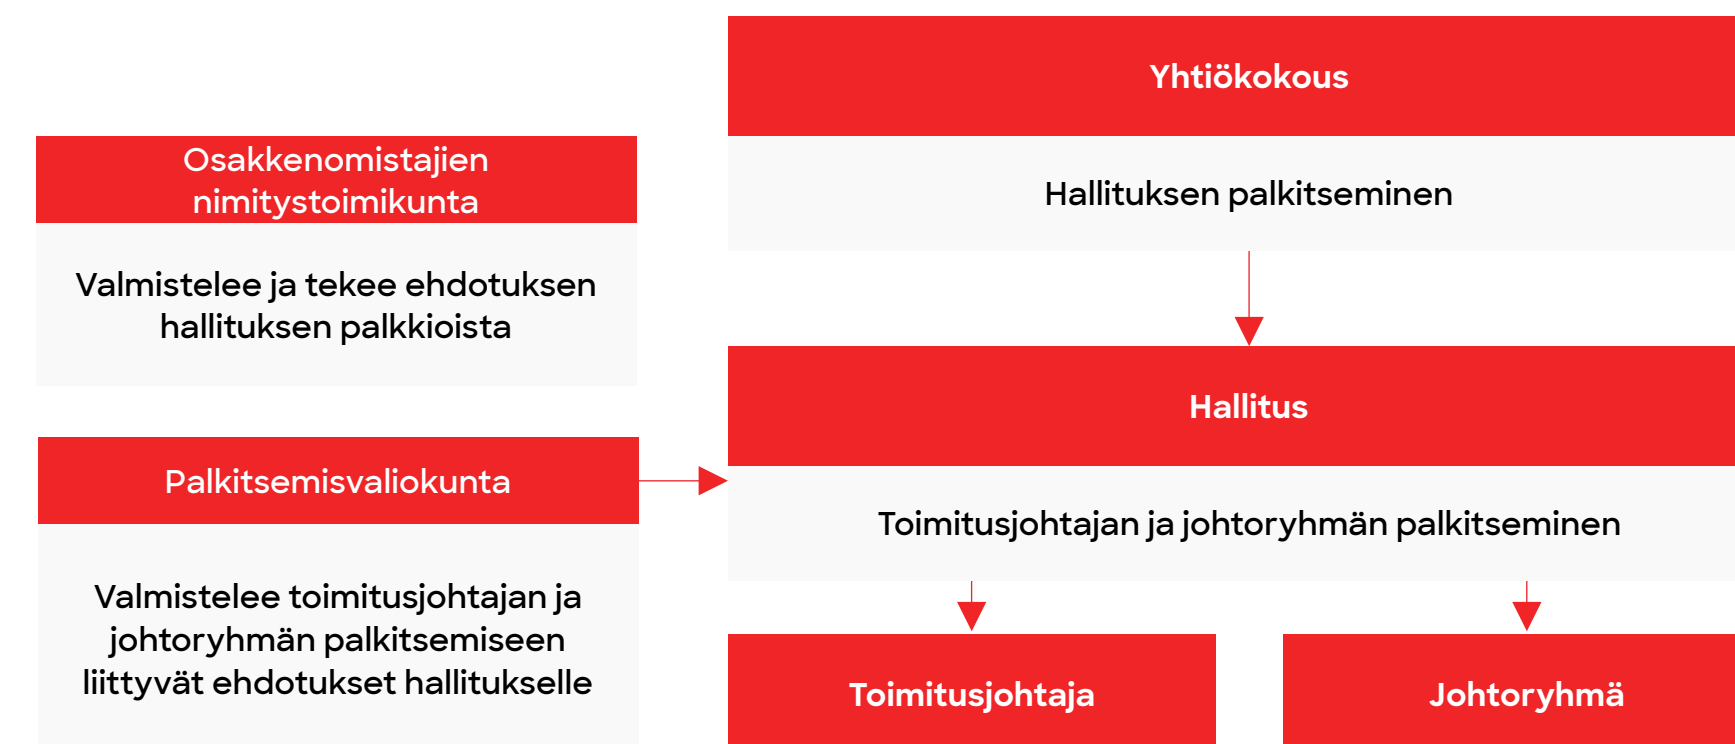 Yhtiökokous
Hallituksen palkitseminen
Osakkenomistajien
nimitystoimikunta
Valmistelee ja tekee ehdotuksen
hallituksen palkkioista
Hallitus
Toimitusjohtajan ja johtoryhmän palkitseminen
Palkitsemisvaliokunta
Valmistelee toimitusjohtajan ja
johtoryhmän palkitsemiseen
liittyvät ehdotukset hallitukselle
Toimitusjohtaja
Johtoryhmä